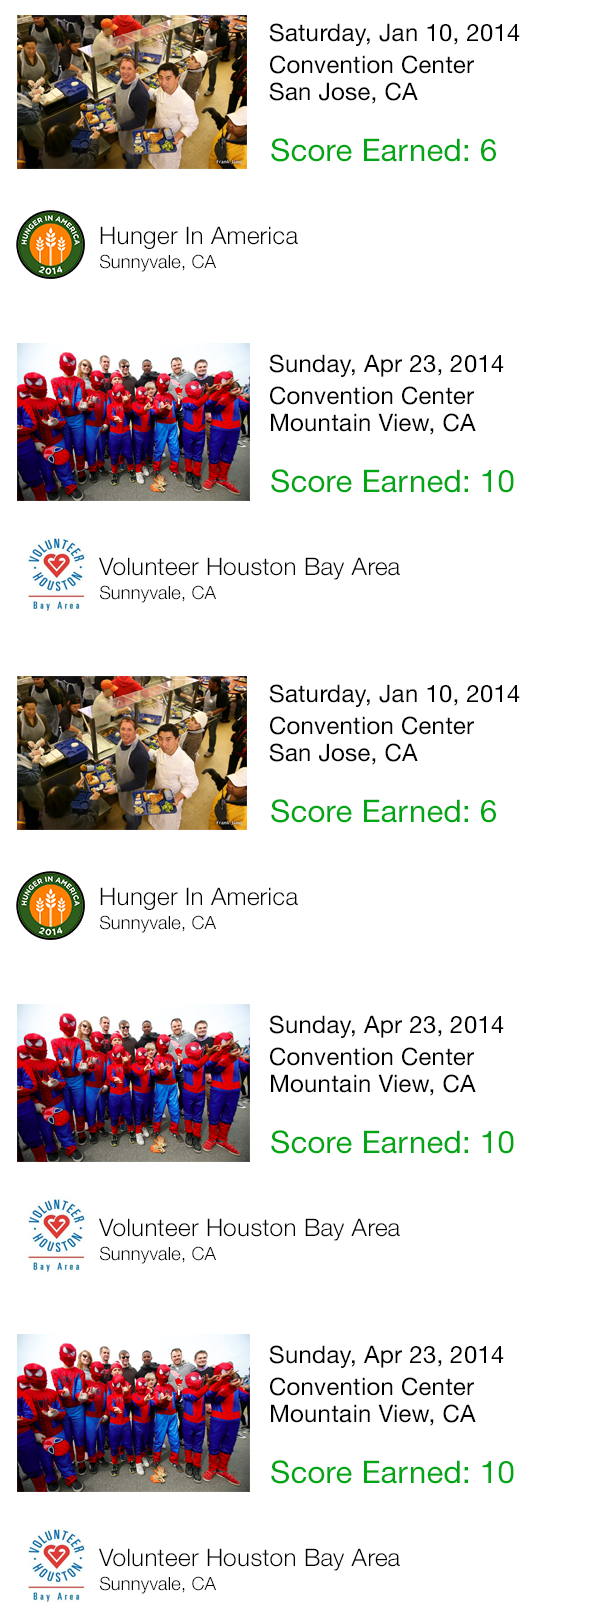 Saturday, Jan 10, 2014
Convention Center
San Jose, CA
Score Earned: 6
Frank Jang
HUNGER IN AMERICA
2014
Hunger In America
Sunnyvale, CA
Sunday, Apr 23, 2014
Convention Center
Mountain View, CA
Score Earned: 10
VOLUNTEER
HOUSTON
Bay Area
Volunteer Houston Bay Area
Sunnyvale, CA
Saturday, Jan 10, 2014
Convention Center
San Jose, CA
Score Earned: 6
Frank Jang
HUNGER IN AMERICA
2014
Hunger In America
Sunnyvale, CA
Sunday, Apr 23, 2014
Convention Center
Mountain View, CA
Score Earned: 10
VOLUNTEER
HOUSTON
Bay Area
Volunteer Houston Bay Area
Sunnyvale, CA
Sunday, Apr 23, 2014
Convention Center
Mountain View, CA
Score Earned: 10
VOLUNTEER
HOUSTON
Bay Area
Volunteer Houston Bay Area
Sunnyvale, CA